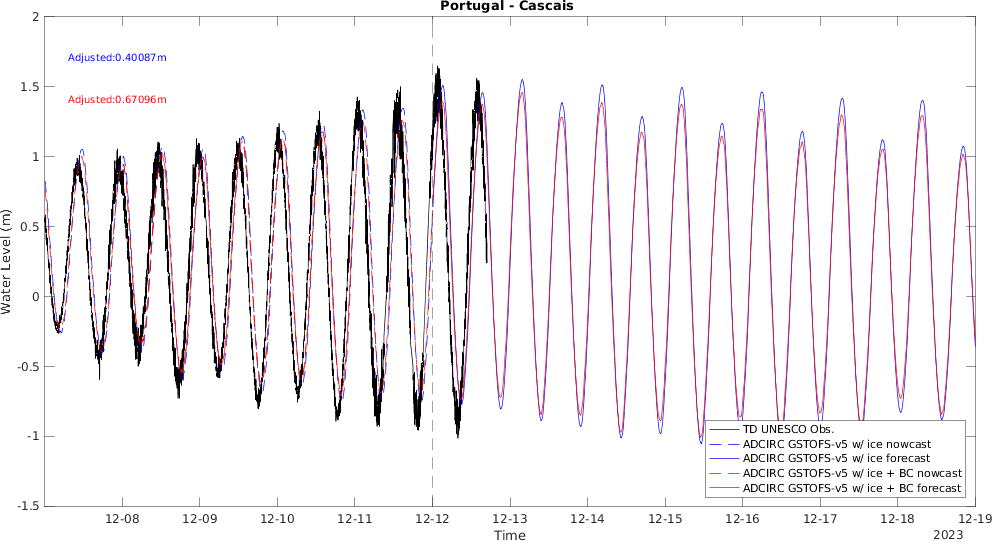 Portugal - Cascais
2
Adjusted:0.40087m
1.5
Adjusted:0.67096m
1
0.5
Water Level (m)
0
-0.5
-1
TD UNESCO Obs.
ADCIRC GSTOFS-v5 w/ ice nowcast
ADCIRC GSTOFS-v5 w/ ice forecast
ADCIRC GSTOFS-v5 w/ ice + BC nowcast
ADCIRC GSTOFS-v5 w/ ice + BC forecast
-1.5
12-08 12-09 12-10 12-11 12-12 12-13 12-14 12-15 12-16 12-17 12-18 12-19
Time
2023